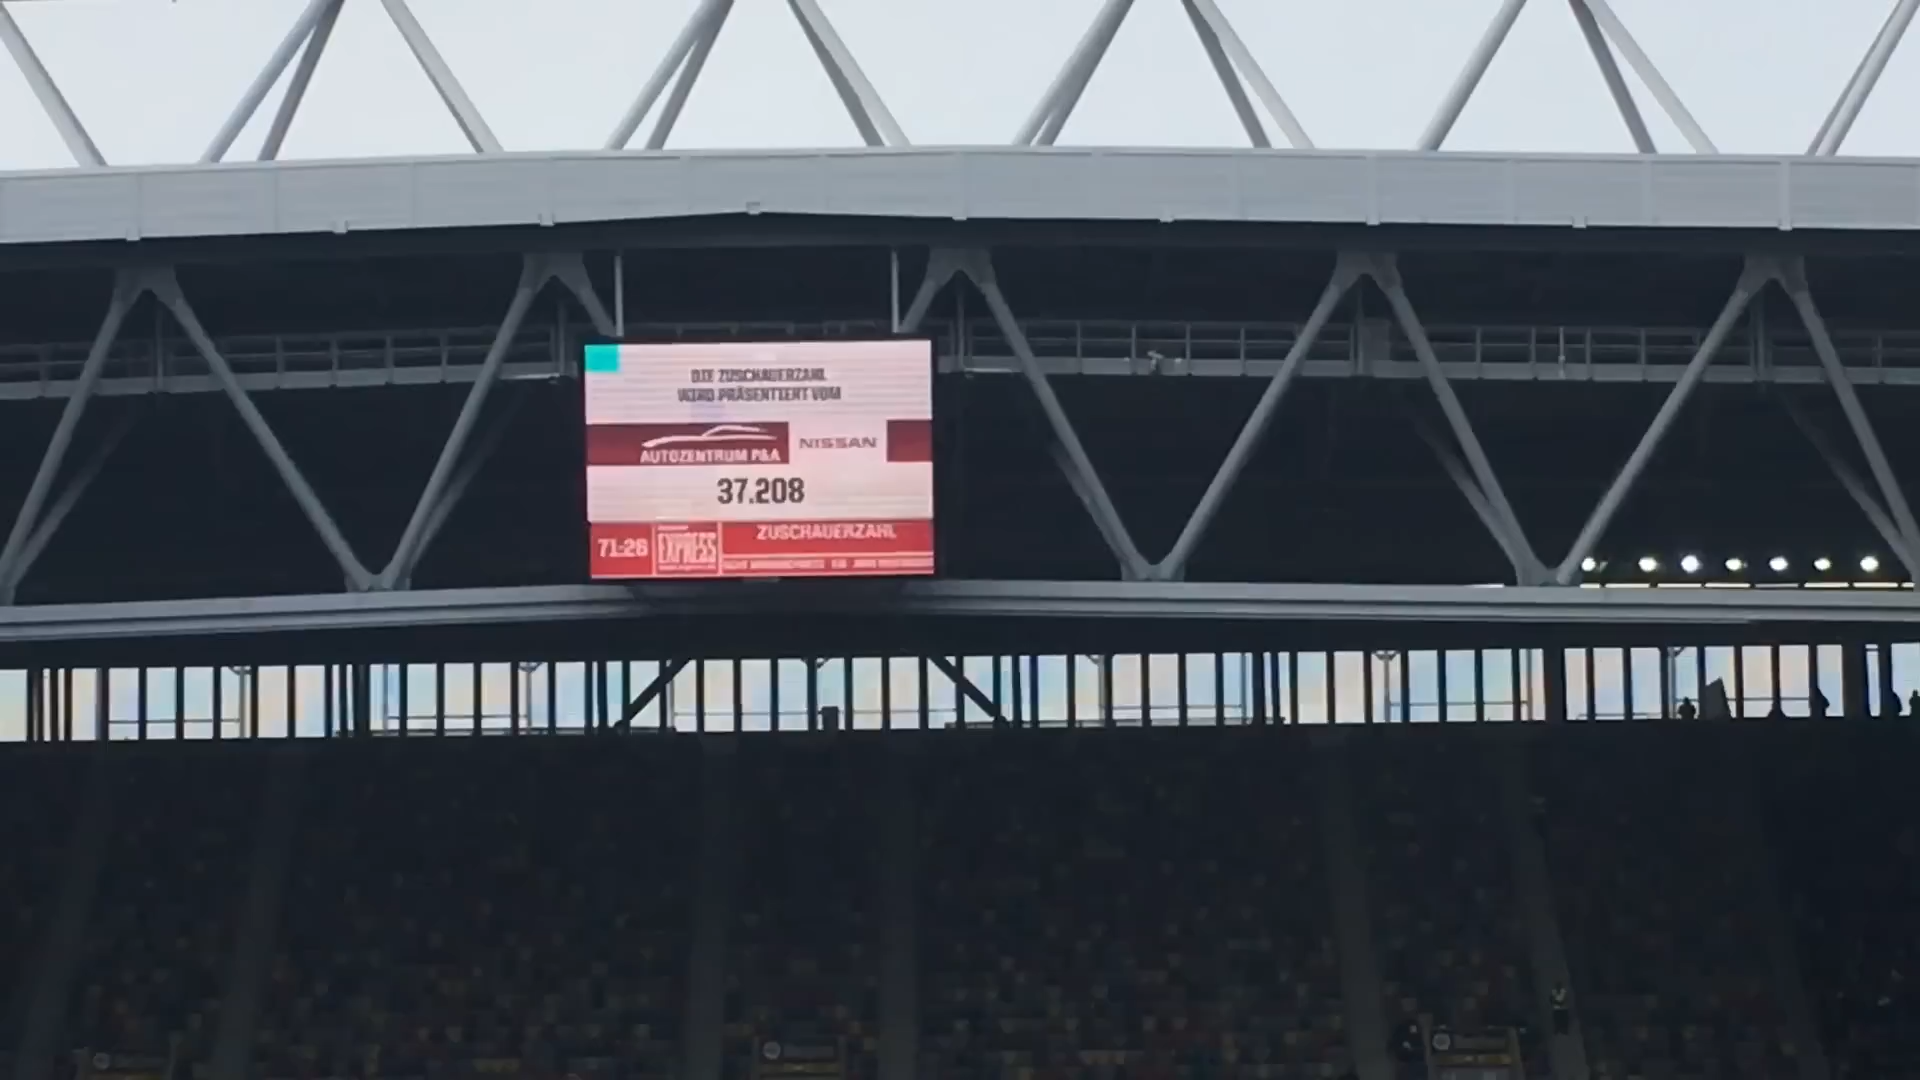 DIE ZUSCHAUERZAHL
WIRD PRÄSENTIERT VOM
AUTOZENTRUM P&A
NISSAN
37.208
71:26
EXPRESS
ZUSCHAUERZAHL